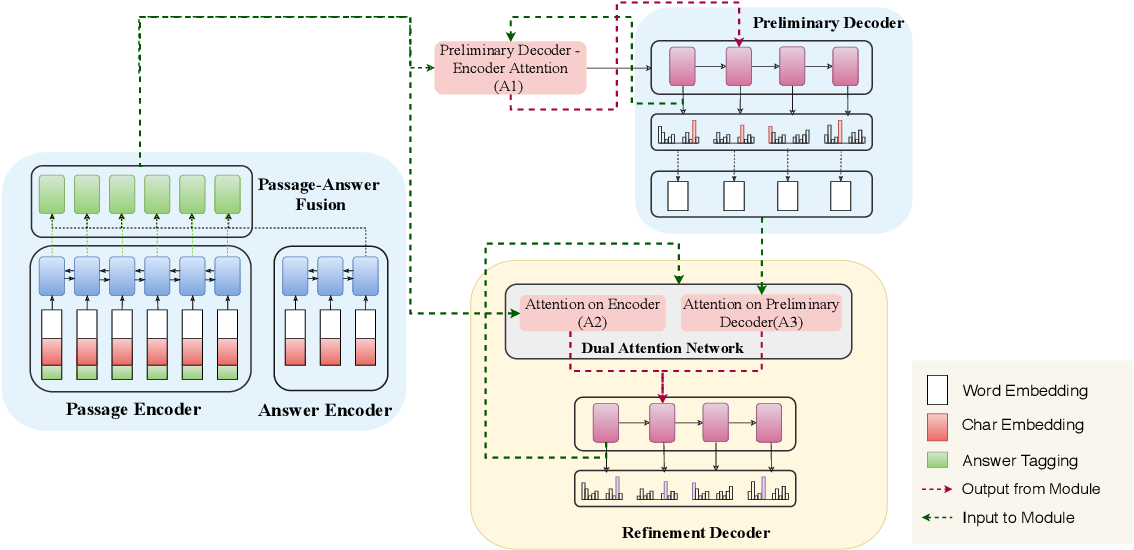 Preliminary Decoder
Preliminary Decoder -
Encoder Attention
(A1)
Passage-Answer
Fusion
Passage Encoder
Answer Encoder
Attention on Encoder
(A2)
Attention on Preliminary
Decoder(A3)
Dual Attention Network
Refinement Decoder
Word Embedding
Char Embedding
Answer Tagging
Output from Module
Input to Module